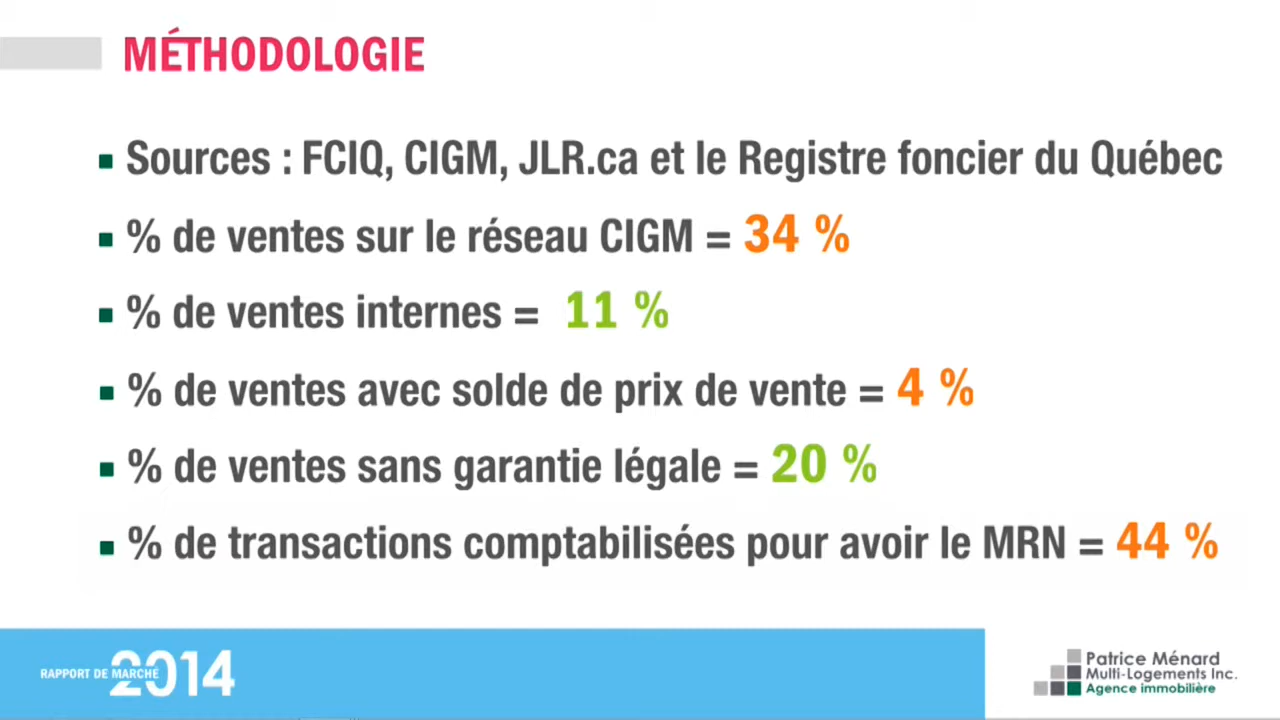 MÉTHODOLOGIE
▪ Sources : FCIQ, CIGM, JLR.ca et le Registre foncier du Québec
▪ % de ventes sur le réseau CIGM = 34 %
▪ % de ventes internes = 11 %
▪ % de ventes avec solde de prix de vente = 4 %
▪ % de ventes sans garantie légale = 20 %
▪ % de transactions comptabilisées pour avoir le MRN = 44 %
RAPPORT DE MARCHÉ 2014
Patrice Ménard
Multi-Logements Inc.
Agence immobilière